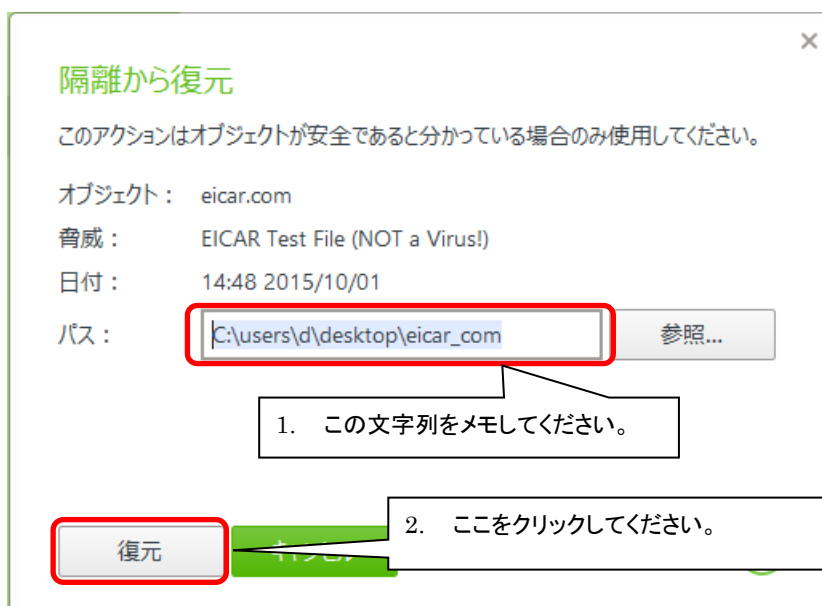 ×
隔離から復元
このアクションはオブジェクトが安全であると分かっている場合のみ使用してください。
オブジェクト： eicar.com
脅威： EICAR Test File (NOT a Virus!)
日付： 14:48 2015/10/01
パス： C:\users\d\desktop\eicar_com 参照...
1. この文字列をメモしてください。
2. ここをクリックしてください。
復元